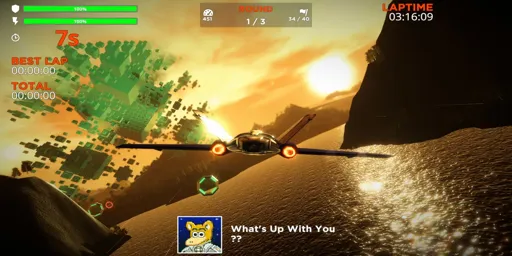 100%
100%
7s
BEST LAP
00:00:00
TOTAL
00:00:00
451
ROUND
1 / 3
34 / 40
LAPTIME
03:16:09
What's Up With You
??